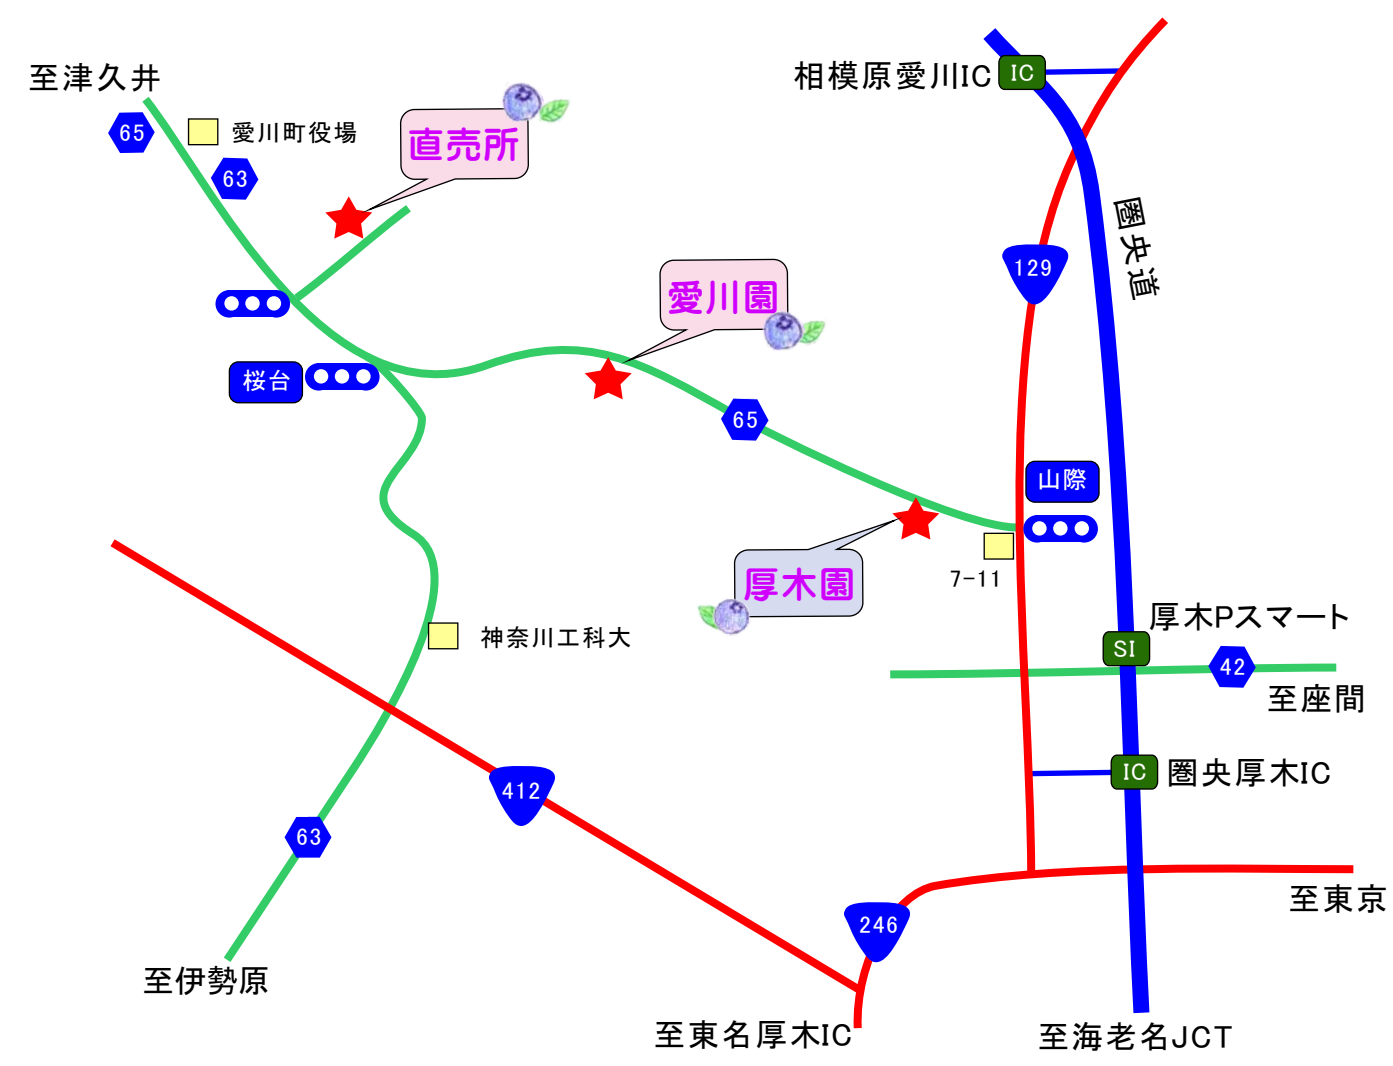 至津久井
65
愛川町役場
63
直売所
相模原愛川IC
IC
圏央道
129
愛川園
桜台
65
山際
厚木園
7-11
厚木Pスマート
SI
42
至座間
神奈川工科大
IC
圏央厚木IC
412
63
至東京
246
至伊勢原
至東名厚木IC
至海老名JCT